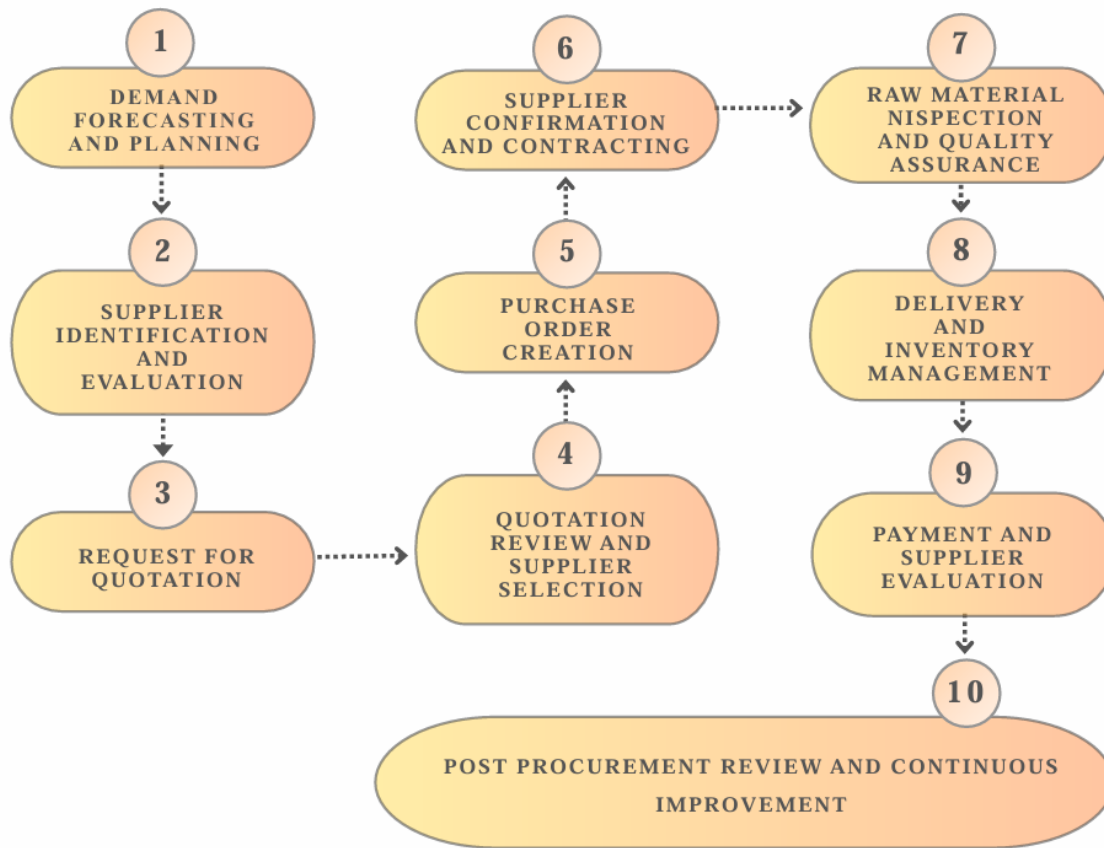 1
DEMAND
FORECASTING
AND PLANNING
2
SUPPLIER
IDENTIFICATION
AND
EVALUATION
3
REQUEST FOR
QUOTATION
4
QUOTATION
REVIEW AND
SUPPLIER
SELECTION
5
PURCHASE
ORDER
CREATION
6
SUPPLIER
CONFIRMATION
AND CONTRACTING
7
RAW MATERIAL
NISPECTION
AND QUALITY
ASSURANCE
8
DELIVERY
AND
INVENTORY
MANAGEMENT
9
PAYMENT AND
SUPPLIER
EVALUATION
10
POST PROCUREMENT REVIEW AND CONTINUOUS
IMPROVEMENT